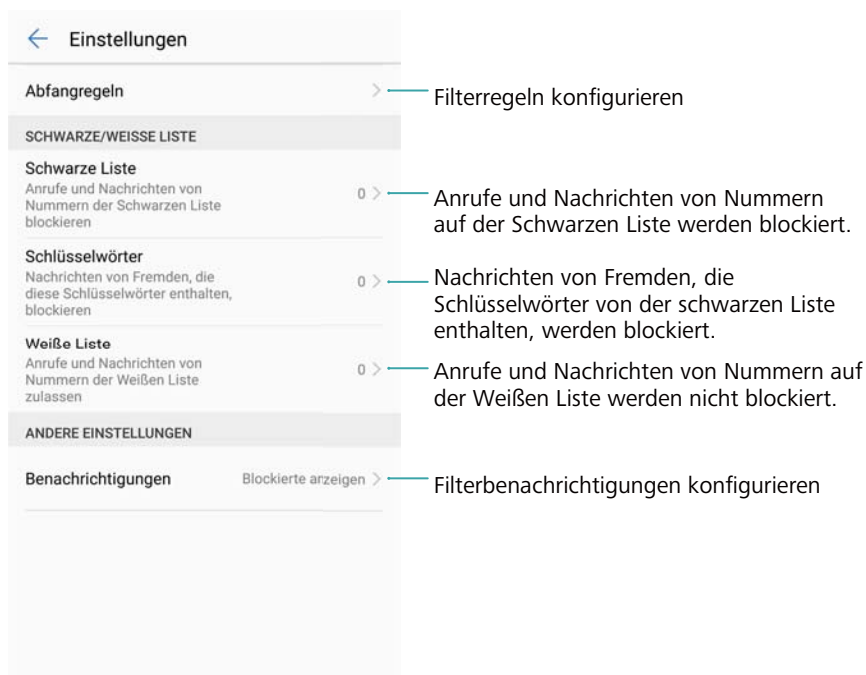 Einstellungen
Abfangregeln
Filterregeln konfigurieren
SCHWARZE/WEISSE LISTE
Schwarze Liste
Anrufe und Nachrichten von
Nummern der Schwarzen Liste
blockieren
0
Anrufe und Nachrichten von Nummern
auf der Schwarzen Liste werden blockiert.
Schlüsselwörter
Nachrichten von Fremden, die
diese Schlüsselwörter enthalten,
blockieren
0
Nachrichten von Fremden, die
Schlüsselwörter von der schwarzen Liste
enthalten, werden blockiert.
Weiße Liste
Anrufe und Nachrichten von
Nummern der Weißen Liste
zulassen
0
Anrufe und Nachrichten von Nummern auf
der Weißen Liste werden nicht blockiert.
ANDERE EINSTELLUNGEN
Benachrichtigungen
Blockierte arzeigen
Filterbenachrichtigungen konfigurieren